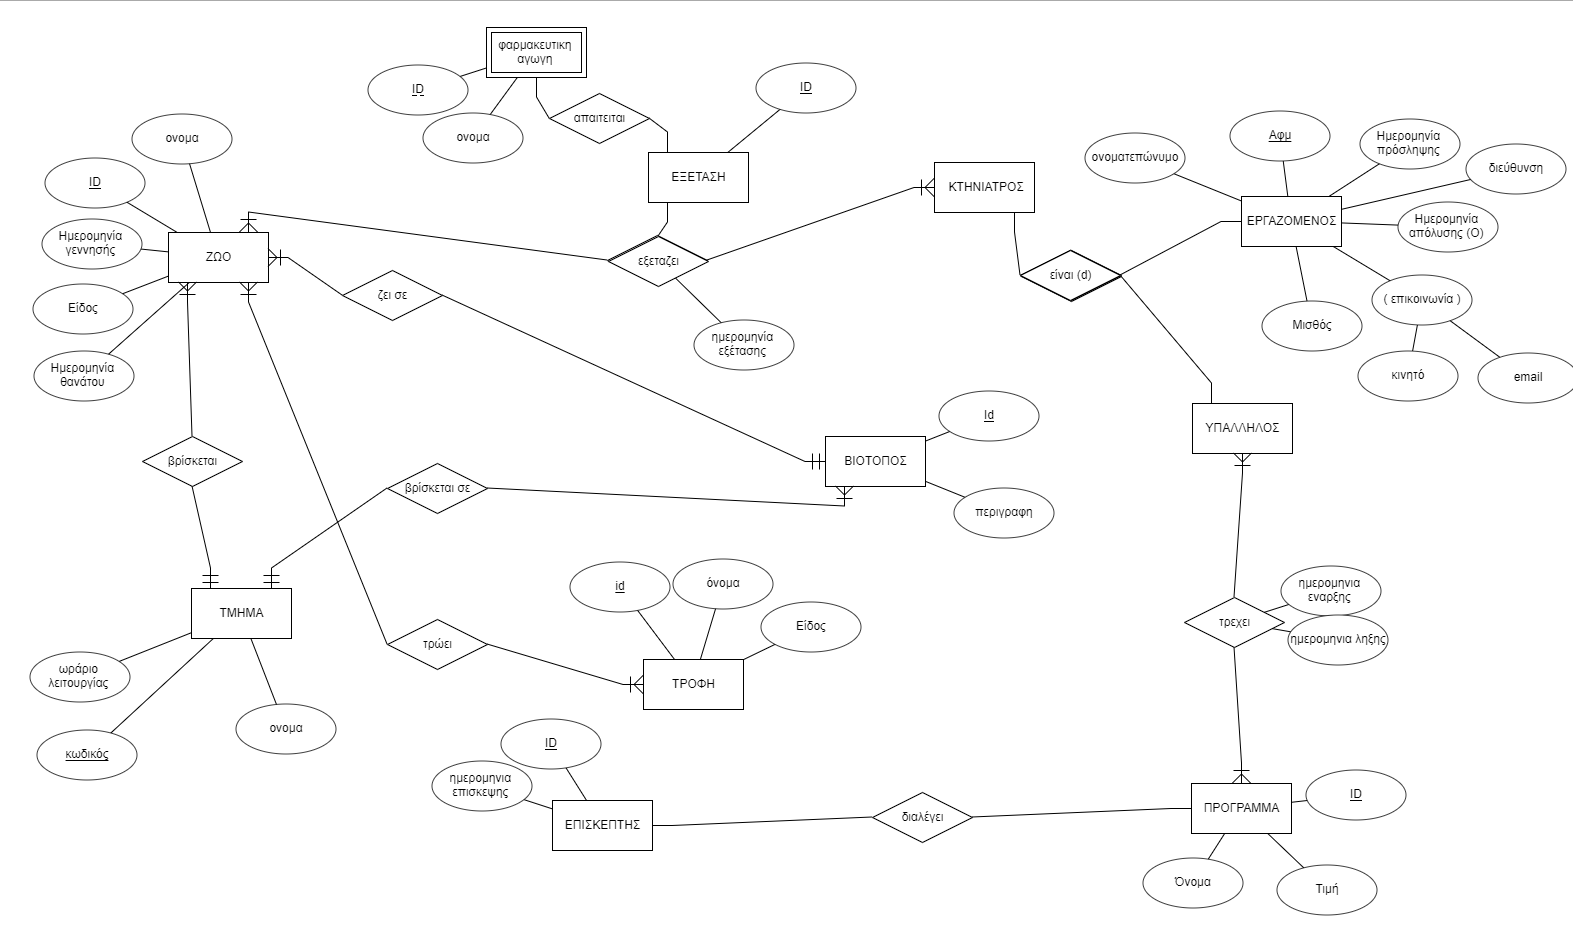 φαρμακευτικη
αγωγη
ID
ονομα
απαιτειται
ID
ΕΞΕΤΑΣΗ
ονομα
ID
Ημερομηνία
γεννησής
Είδος
Ημερομηνία
θανάτου
ΖΩΟ
ζει σε
εξεταζει
ημερομηνία
εξέτασης
ΚΤΗΝΙΑΤΡΟΣ
είναι (d)
ονοματεπώνυμο
Αφμ
Ημερομηνία
πρόσληψης
διεύθυνση
ΕΡΓΑΖΟΜΕΝΟΣ
Ημερομηνία
απόλυσης (Ο)
( επικοινωνία )
Μισθός
κινητό
email
ΥΠΑΛΛΗΛΟΣ
βρίσκεται
βρίσκεται σε
ΒΙΟΤΟΠΟΣ
Id
περιγραφη
ΤΜΗΜΑ
ωράριο
λειτουργίας
κωδικός
ονομα
τρώει
id
όνομα
Είδος
ΤΡΟΦΗ
τρεχει
ημερομηνια
εναρξης
ημερομηνια ληξης
ID
ημερομηνια
επισκεψης
ΕΠΙΣΚΕΠΤΗΣ
διαλέγει
ΠΡΟΓΡΑΜΜΑ
ID
Όνομα
Τιμή